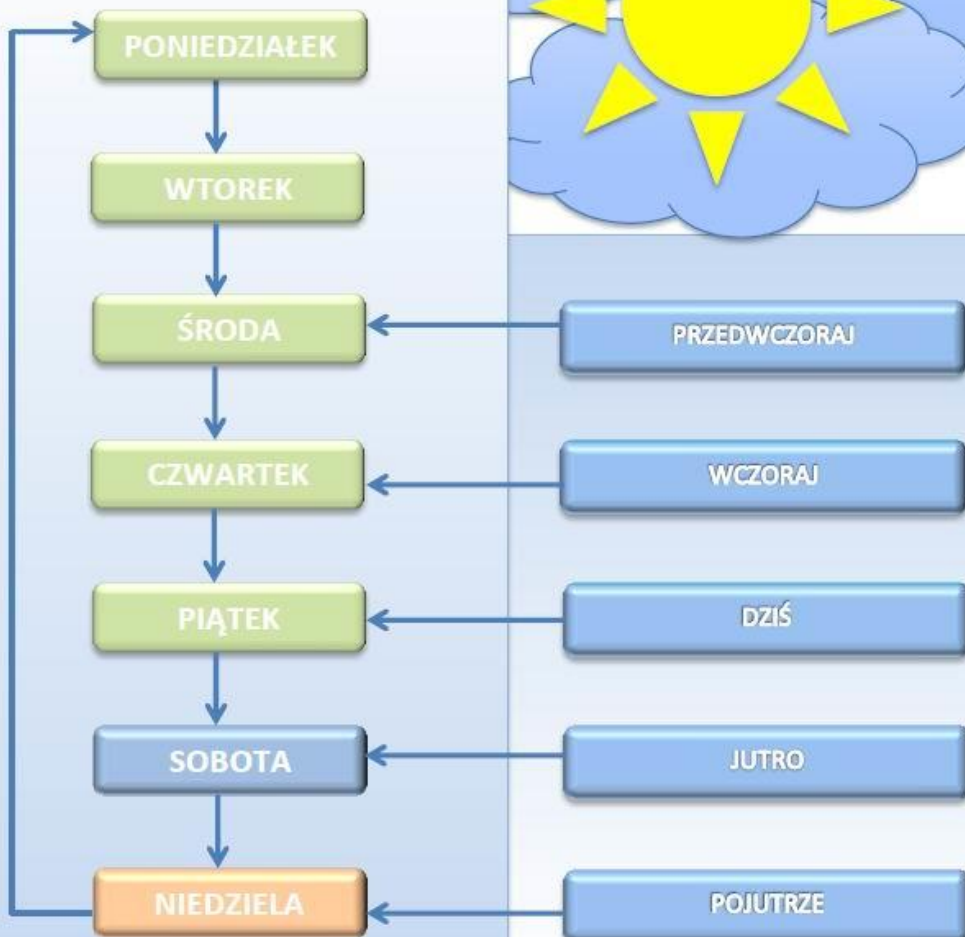 PONIEDZIAŁEK
WTOREK
ŚRODA
CZWARTEK
PIĄTEK
SOBOTA
NIEDZIELA
PRZEDWCZORAJ
WCZORAJ
DZIŚ
JUTRO
POJUTRZE